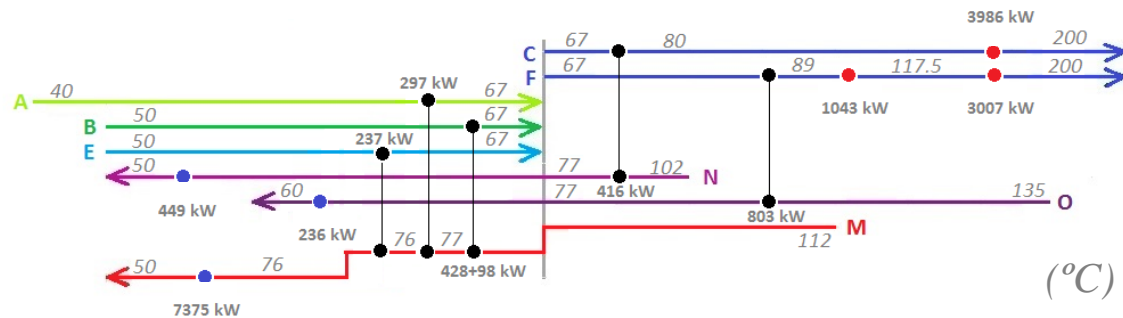 3986 kW
C 67 80 200
F 67 89 117.5 200
1043 kW 3007 kW
A 40 297 kW 67
B 50 67
E 50 237 kW 67
50 77 102 N
449 kW 416 kW
60 77 135 O
236 kW 803 kW
76 77 112 M
428+98 kW
50 76
7375 kW
(ºC)